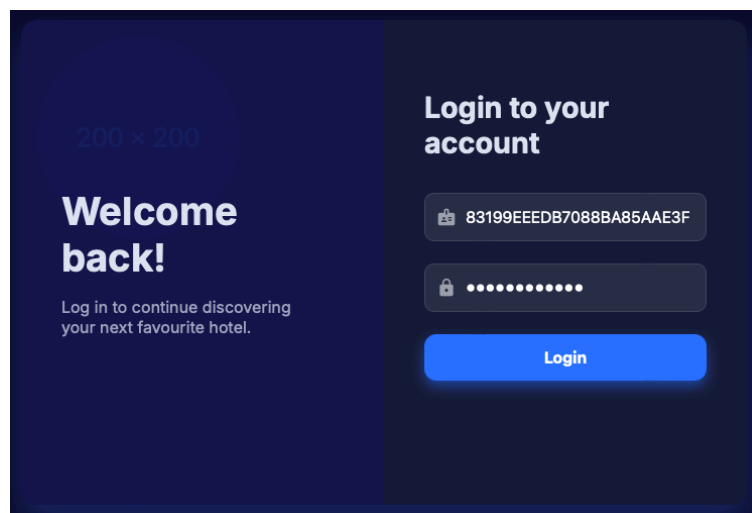 200 × 200
Welcome
back!
Log in to continue discovering
your next favourite hotel.
Login to your
account
83199EEEDB7088BA85AAE3F
••••••••••••
Login